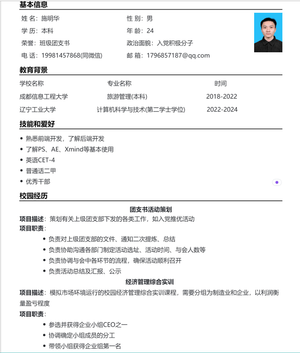 基本信息
姓 名：施明华 性 别：男
学 历：本科 年 龄：24
荣誉：班级团支书 政治面貌：入党积极分子
电 话：19981457868(同微信) 邮 箱：1796857187@qq.com
教育背景
学校名称 专业名称 时间
成都信息工程大学 旅游管理(本科) 2018-2022
辽宁工业大学 计算机科学与技术(第二学士学位) 2022-2024
技能和爱好
熟悉前端开发，了解后端开发
了解PS、AE、Xmind等基本使用
英语CET-4
普通话二甲
优秀干部
校园经历
团支书活动策划
项目描述：策划有关上级团支部下发的各类工作，如入党推优活动
项目职责：
负责对上级团支部的文件，通知二次提炼、总结
负责协助沟通各部门制定活动选址、活动时间、与会人数等
负责协调与会中各环节的流程，确保活动顺利召开
负责活动总结及汇报、公示
经济管理综合实训
项目描述：模拟市场环境运行的校园经济管理综合实训课程，需要分组为制造业和企业，以利润衡
量盈亏程度
项目职责：
参选并获得企业小组CEO之一
协调确定小组成员的分工
带领小组获得企业组第一名